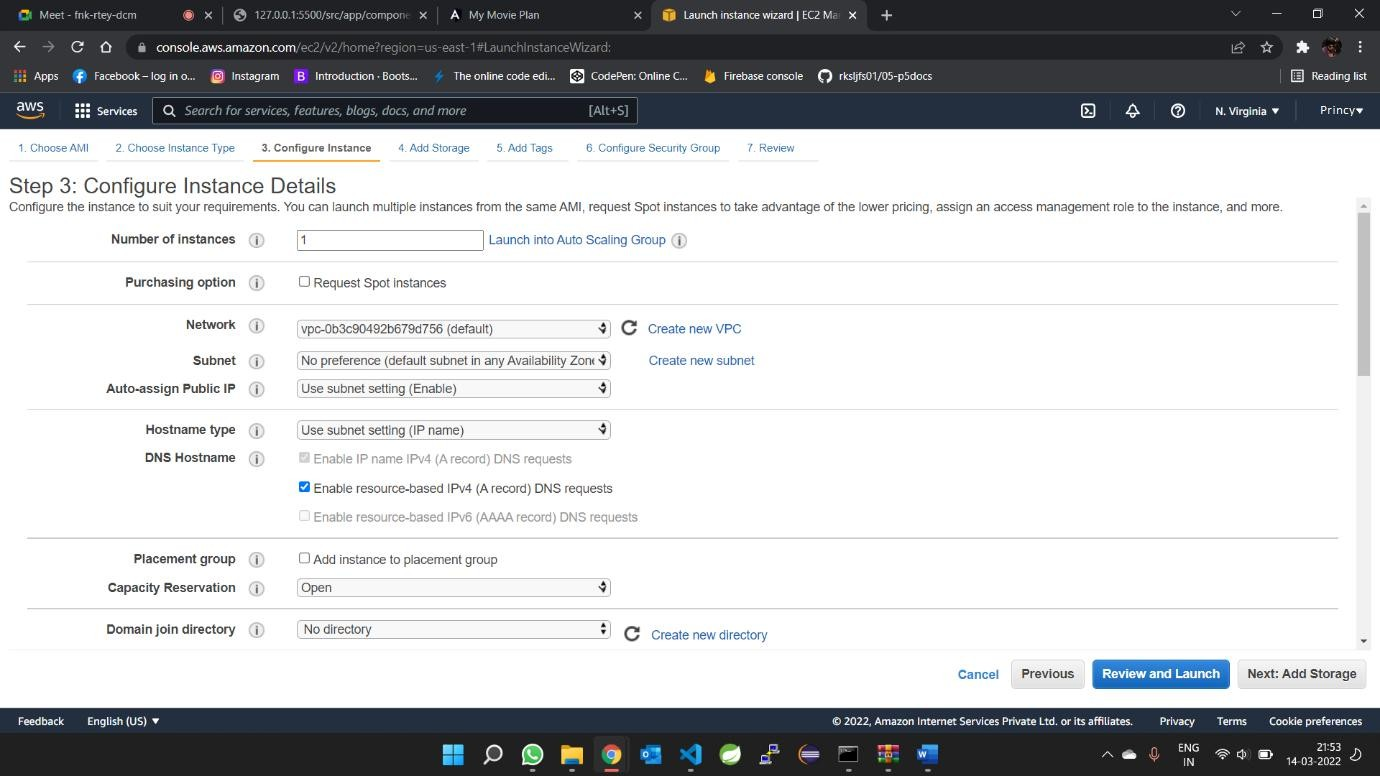 Meet - fnk-rtey-dcm
127.0.0.1:5500/src/app/compone
My Movie Plan
Launch instance wizard | EC2 Ma
console.aws.amazon.com/ec2/v2/home?region=us-east-1#LaunchInstanceWizard:
Apps
Facebook – log in o...
Instagram
Introduction · Boots...
The online code edi...
CodePen: Online C...
Firebase console
rksljfs01/05-p5docs
Reading list
aws
Services
Search for services, features, blogs, docs, and more
[Alt+S]
N. Virginia
Princy
1. Choose AMI
2. Choose Instance Type
3. Configure Instance
4. Add Storage
5. Add Tags
6. Configure Security Group
7. Review
Step 3: Configure Instance Details
Configure the instance to suit your requirements. You can launch multiple instances from the same AMI, request Spot instances to take advantage of the lower pricing, assign an access management role to the instance, and more.
Number of instances
1
Launch into Auto Scaling Group
Purchasing option
Request Spot instances
Network
vpc-0b3c90492b679d756 (default)
Create new VPC
Subnet
No preference (default subnet in any Availability Zone
Create new subnet
Auto-assign Public IP
Use subnet setting (Enable)
Hostname type
Use subnet setting (IP name)
DNS Hostname
Enable IP name IPv4 (A record) DNS requests
Enable resource-based IPv4 (A record) DNS requests
Enable resource-based IPv6 (AAAA record) DNS requests
Placement group
Add instance to placement group
Capacity Reservation
Open
Domain join directory
No directory
Create new directory
Cancel
Previous
Review and Launch
Next: Add Storage
Feedback
English (US)
© 2022, Amazon Internet Services Private Ltd. or its affiliates.
Privacy
Terms
Cookie preferences
ENG
IN
21:53
14-03-2022